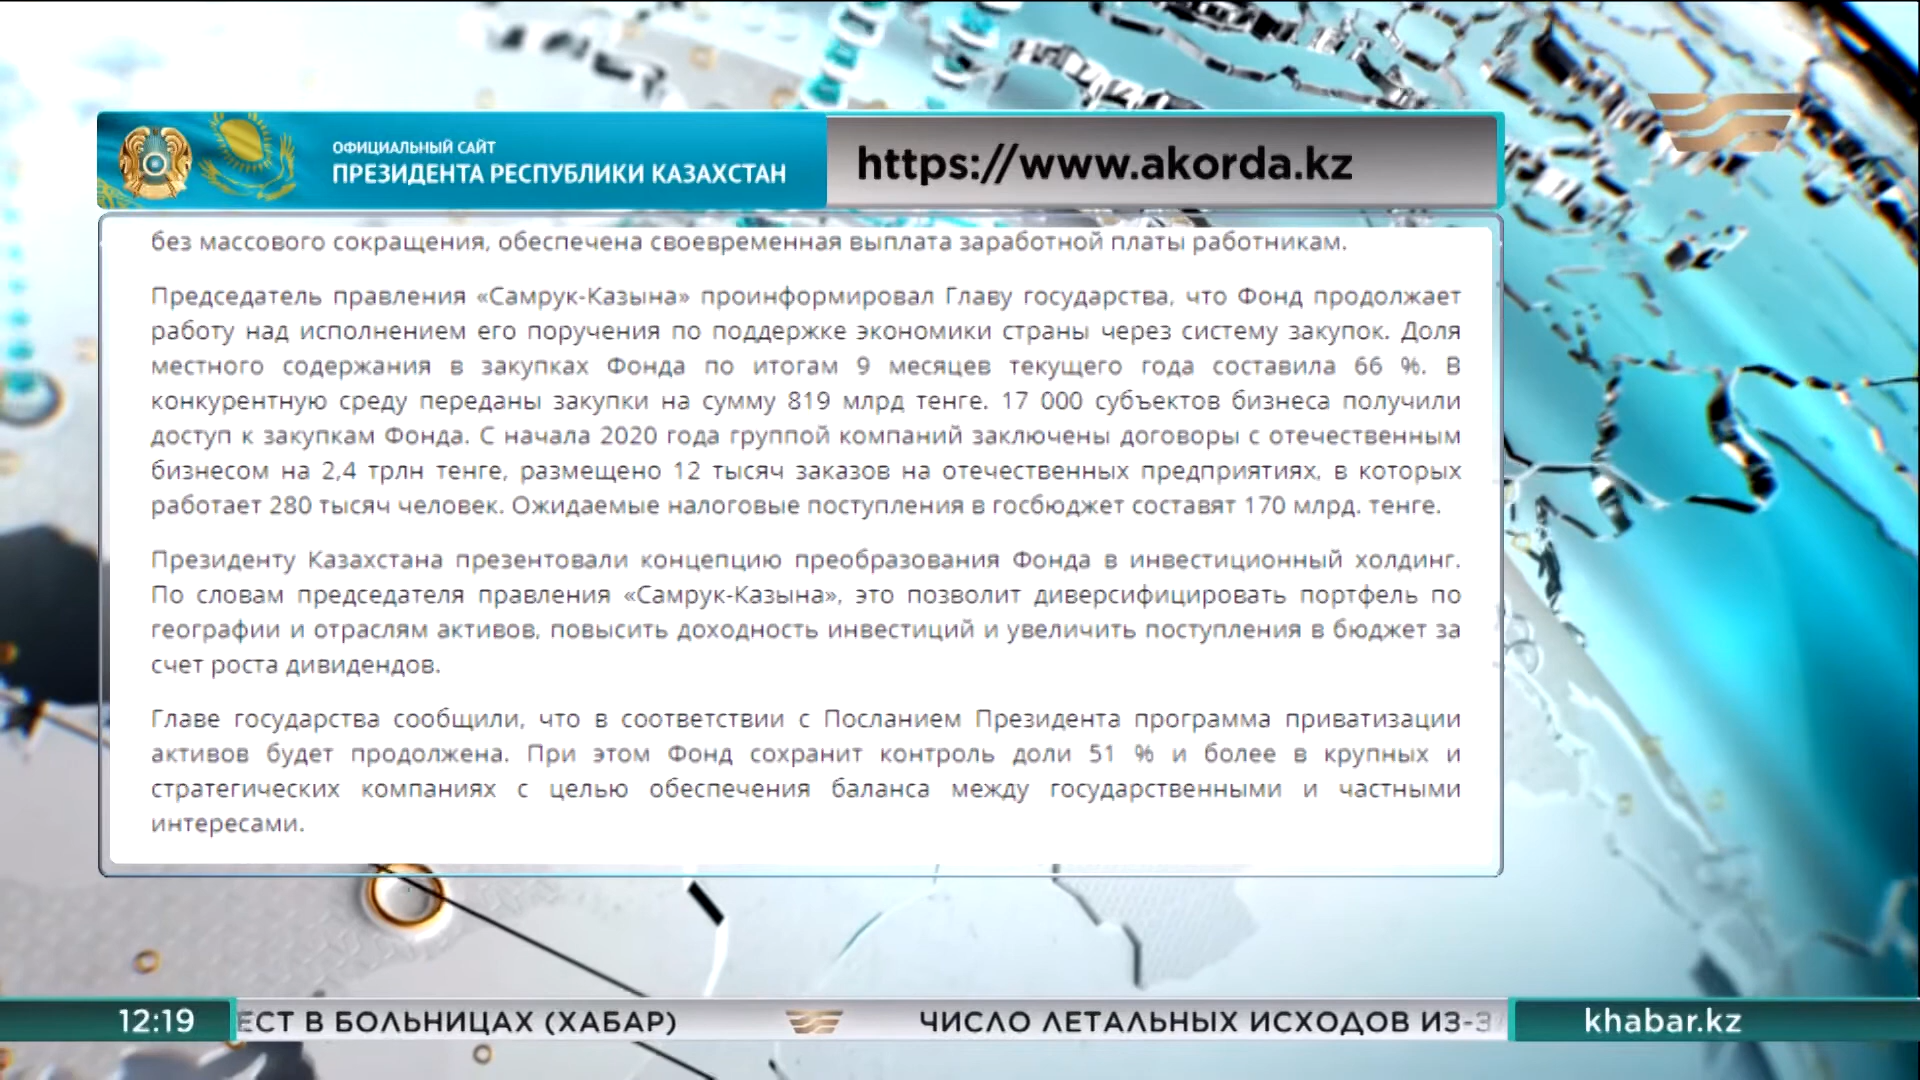 ОФИЦИАЛЬНЫЙ САЙТ
ПРЕЗИДЕНТА РЕСПУБЛИКИ КАЗАХСТАН
https://www.akorda.kz
без массового сокращения, обеспечена своевременная выплата заработной платы работникам.
Председатель правления «Самрук-Казына» проинформировал Главу государства, что Фонд продолжает
работу над исполнением его поручения по поддержке экономики страны через систему закупок. Доля
местного содержания в закупках Фонда по итогам 9 месяцев текущего года составила 66 %. В
конкурентную среду переданы закупки на сумму 819 млрд тенге. 17 000 субъектов бизнеса получили
доступ к закупкам Фонда. С начала 2020 года группой компаний заключены договоры с отечественным
бизнесом на 2,4 трлн тенге, размещено 12 тысяч заказов на отечественных предприятиях, в которых
работает 280 тысяч человек. Ожидаемые налоговые поступления в госбюджет составят 170 млрд. тенге.
Президенту Казахстана презентовали концепцию преобразования Фонда в инвестиционный холдинг.
По словам председателя правления «Самрук-Казына», это позволит диверсифицировать портфель по
географии и отраслям активов, повысить доходность инвестиций и увеличить поступления в бюджет за
счет роста дивидендов.
Главе государства сообщили, что в соответствии с Посланием Президента программа приватизации
активов будет продолжена. При этом Фонд сохранит контроль доли 51 % и более в крупных и
стратегических компаниях с целью обеспечения баланса между государственными и частными
интересами.
12:19
ЕСТ В БОЛЬНИЦАХ (ХАБАР)
ЧИСЛО ЛЕТАЛЬНЫХ ИСХОДОВ ИЗ-З
khabar.kz